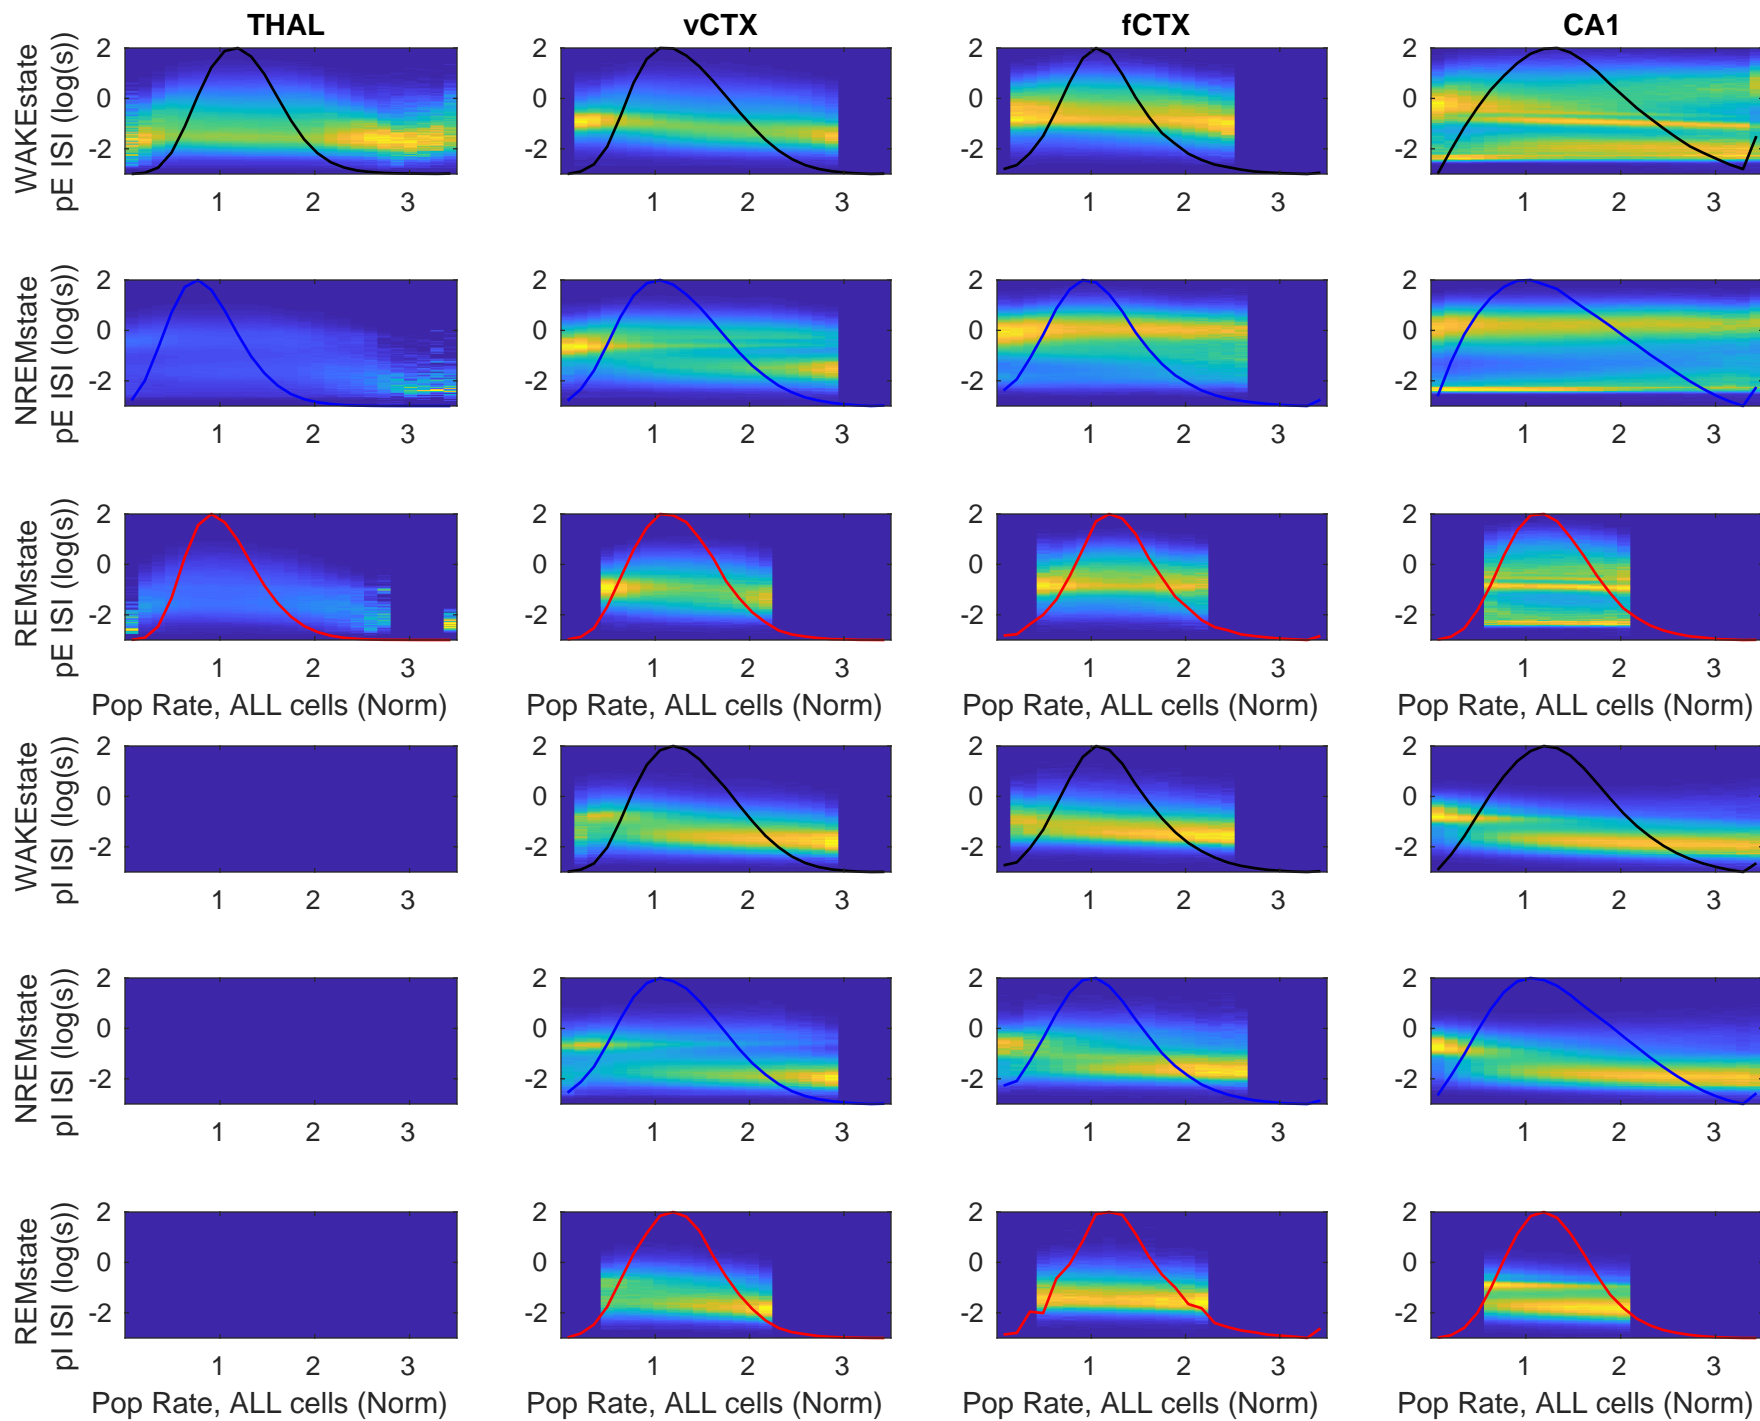 THAL vCTX fCTX CA1
WAKEstate
pE ISI (log(s))
2 0 -2 1 2 3
2 0 -2 1 2 3
2 0 -2 1 2 3
2 0 -2 1 2 3
NREMstate
pE ISI (log(s))
2 0 -2 1 2 3
2 0 -2 1 2 3
2 0 -2 1 2 3
2 0 -2 1 2 3
REMstate
pE ISI (log(s))
2 0 -2 1 2 3
2 0 -2 1 2 3
2 0 -2 1 2 3
2 0 -2 1 2 3
Pop Rate, ALL cells (Norm) Pop Rate, ALL cells (Norm) Pop Rate, ALL cells (Norm) Pop Rate, ALL cells (Norm)
WAKEstate
pI ISI (log(s))
2 0 -2 1 2 3
2 0 -2 1 2 3
2 0 -2 1 2 3
2 0 -2 1 2 3
NREMstate
pI ISI (log(s))
2 0 -2 1 2 3
2 0 -2 1 2 3
2 0 -2 1 2 3
2 0 -2 1 2 3
REMstate
pI ISI (log(s))
2 0 -2 1 2 3
2 0 -2 1 2 3
2 0 -2 1 2 3
2 0 -2 1 2 3
Pop Rate, ALL cells (Norm) Pop Rate, ALL cells (Norm) Pop Rate, ALL cells (Norm) Pop Rate, ALL cells (Norm)